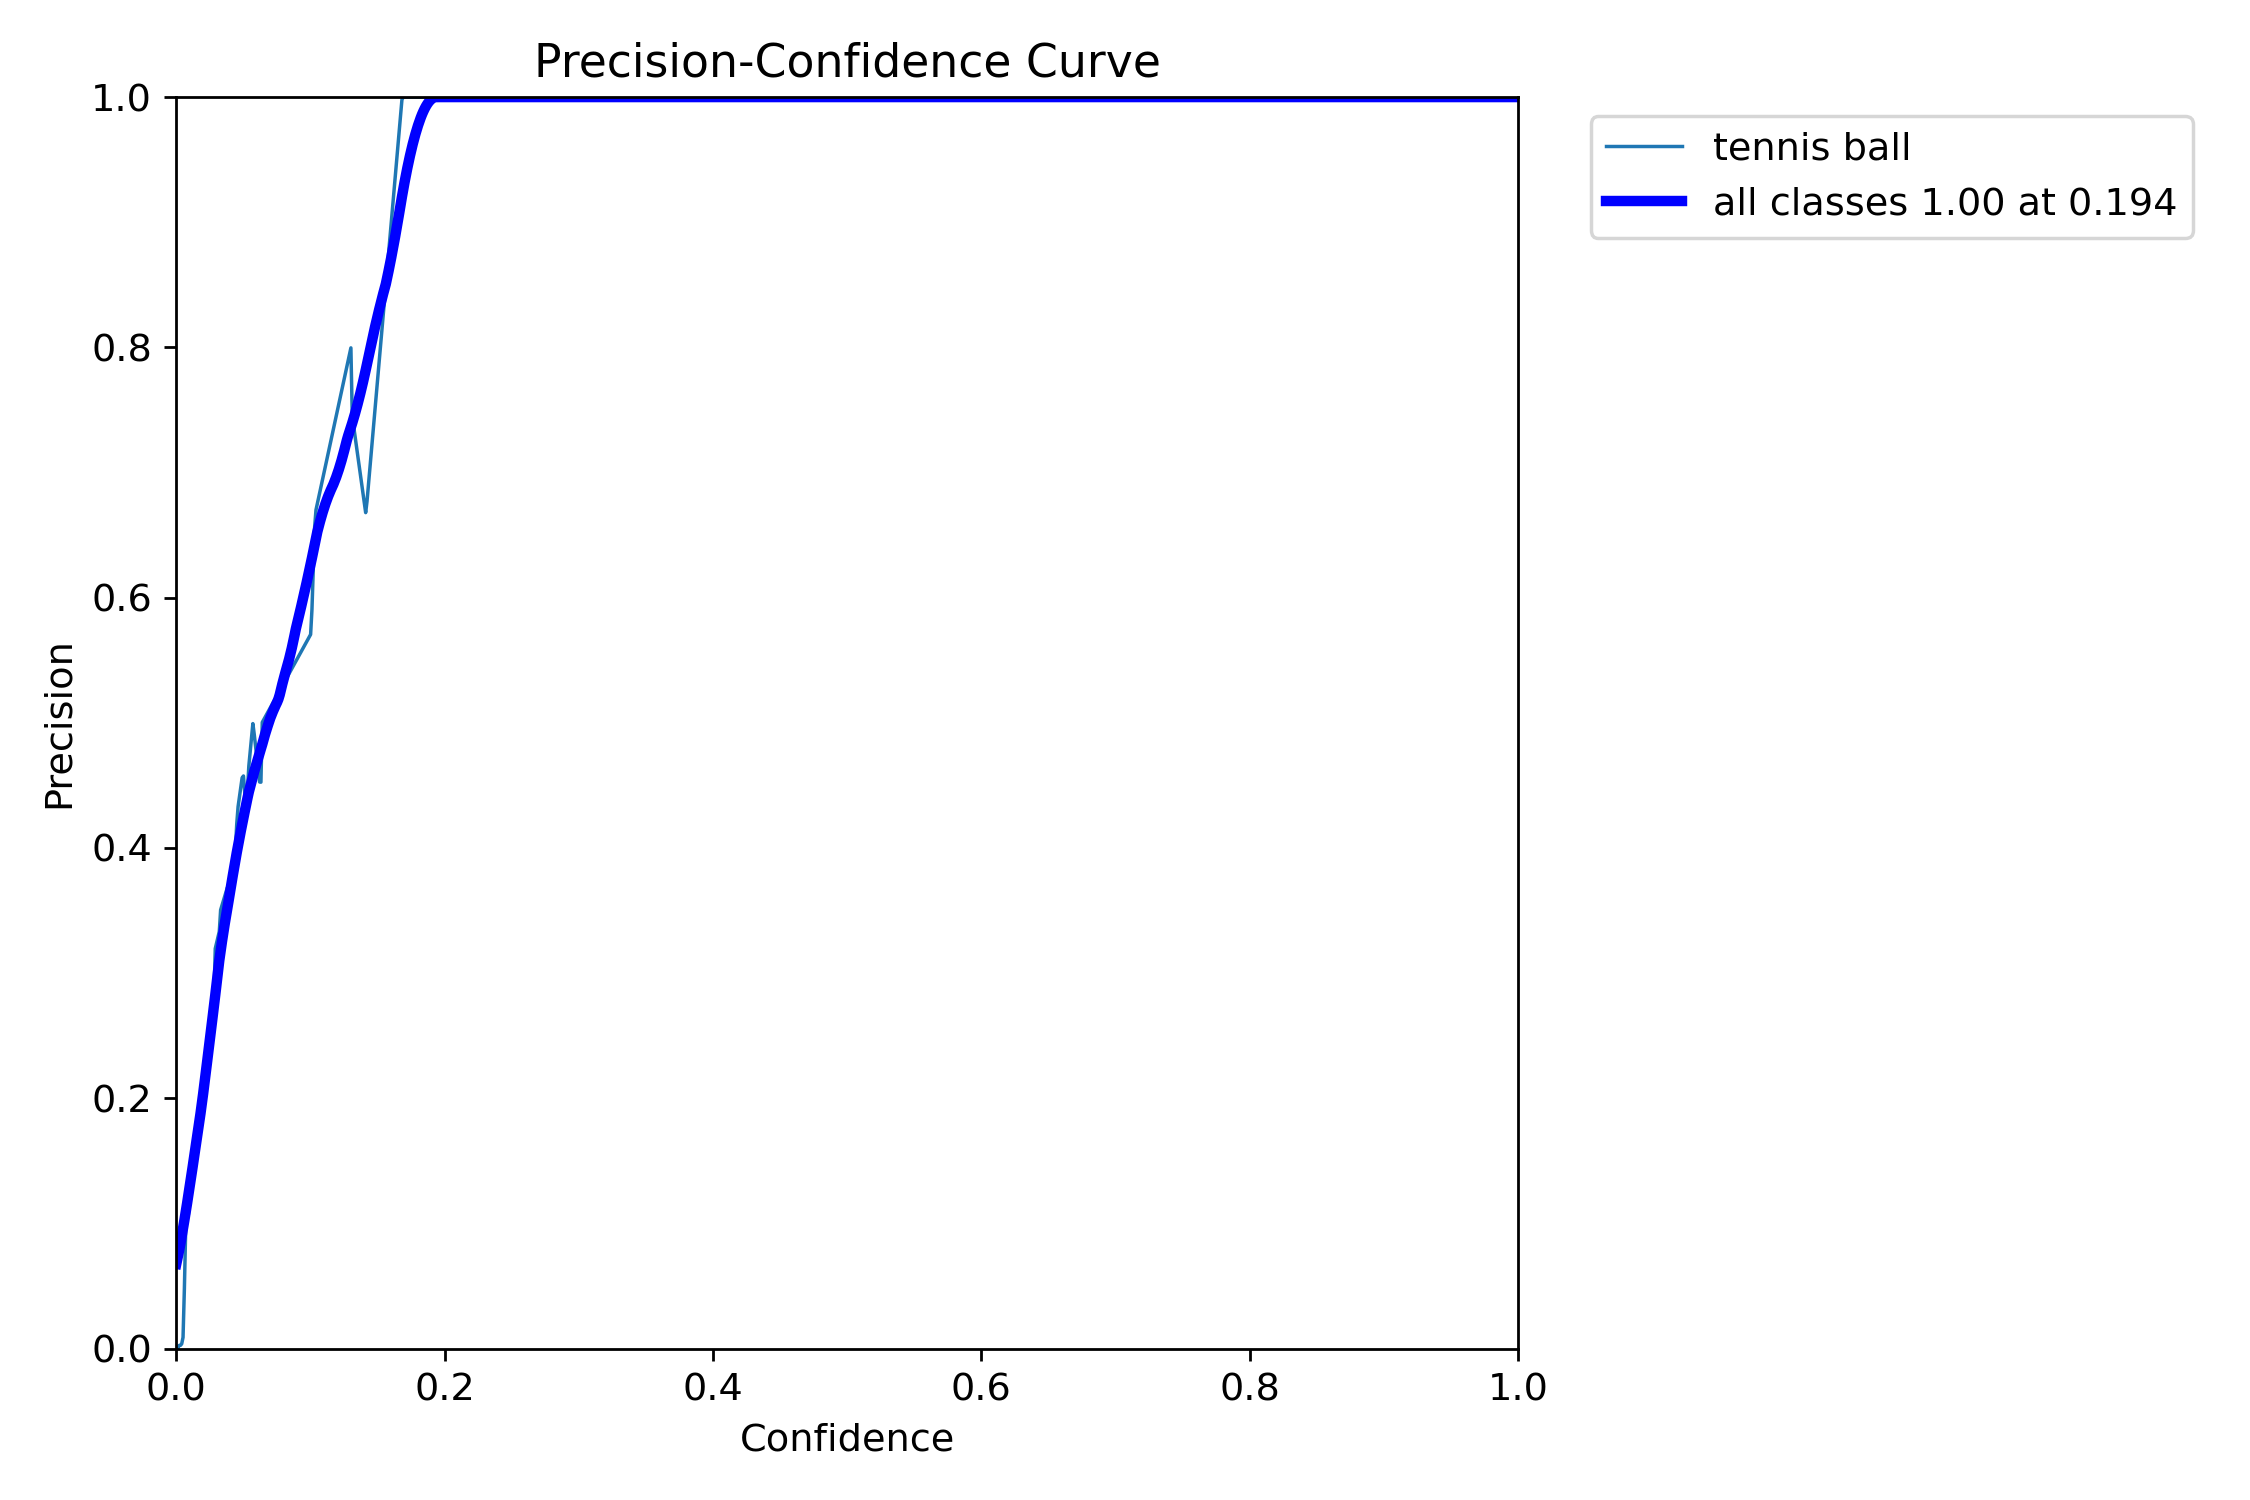 Precision-Confidence Curve
1.0
0.8
0.6
0.4
0.2
0.0
Precision
0.0 0.2 0.4 0.6 0.8 1.0
Confidence
tennis ball
all classes 1.00 at 0.194